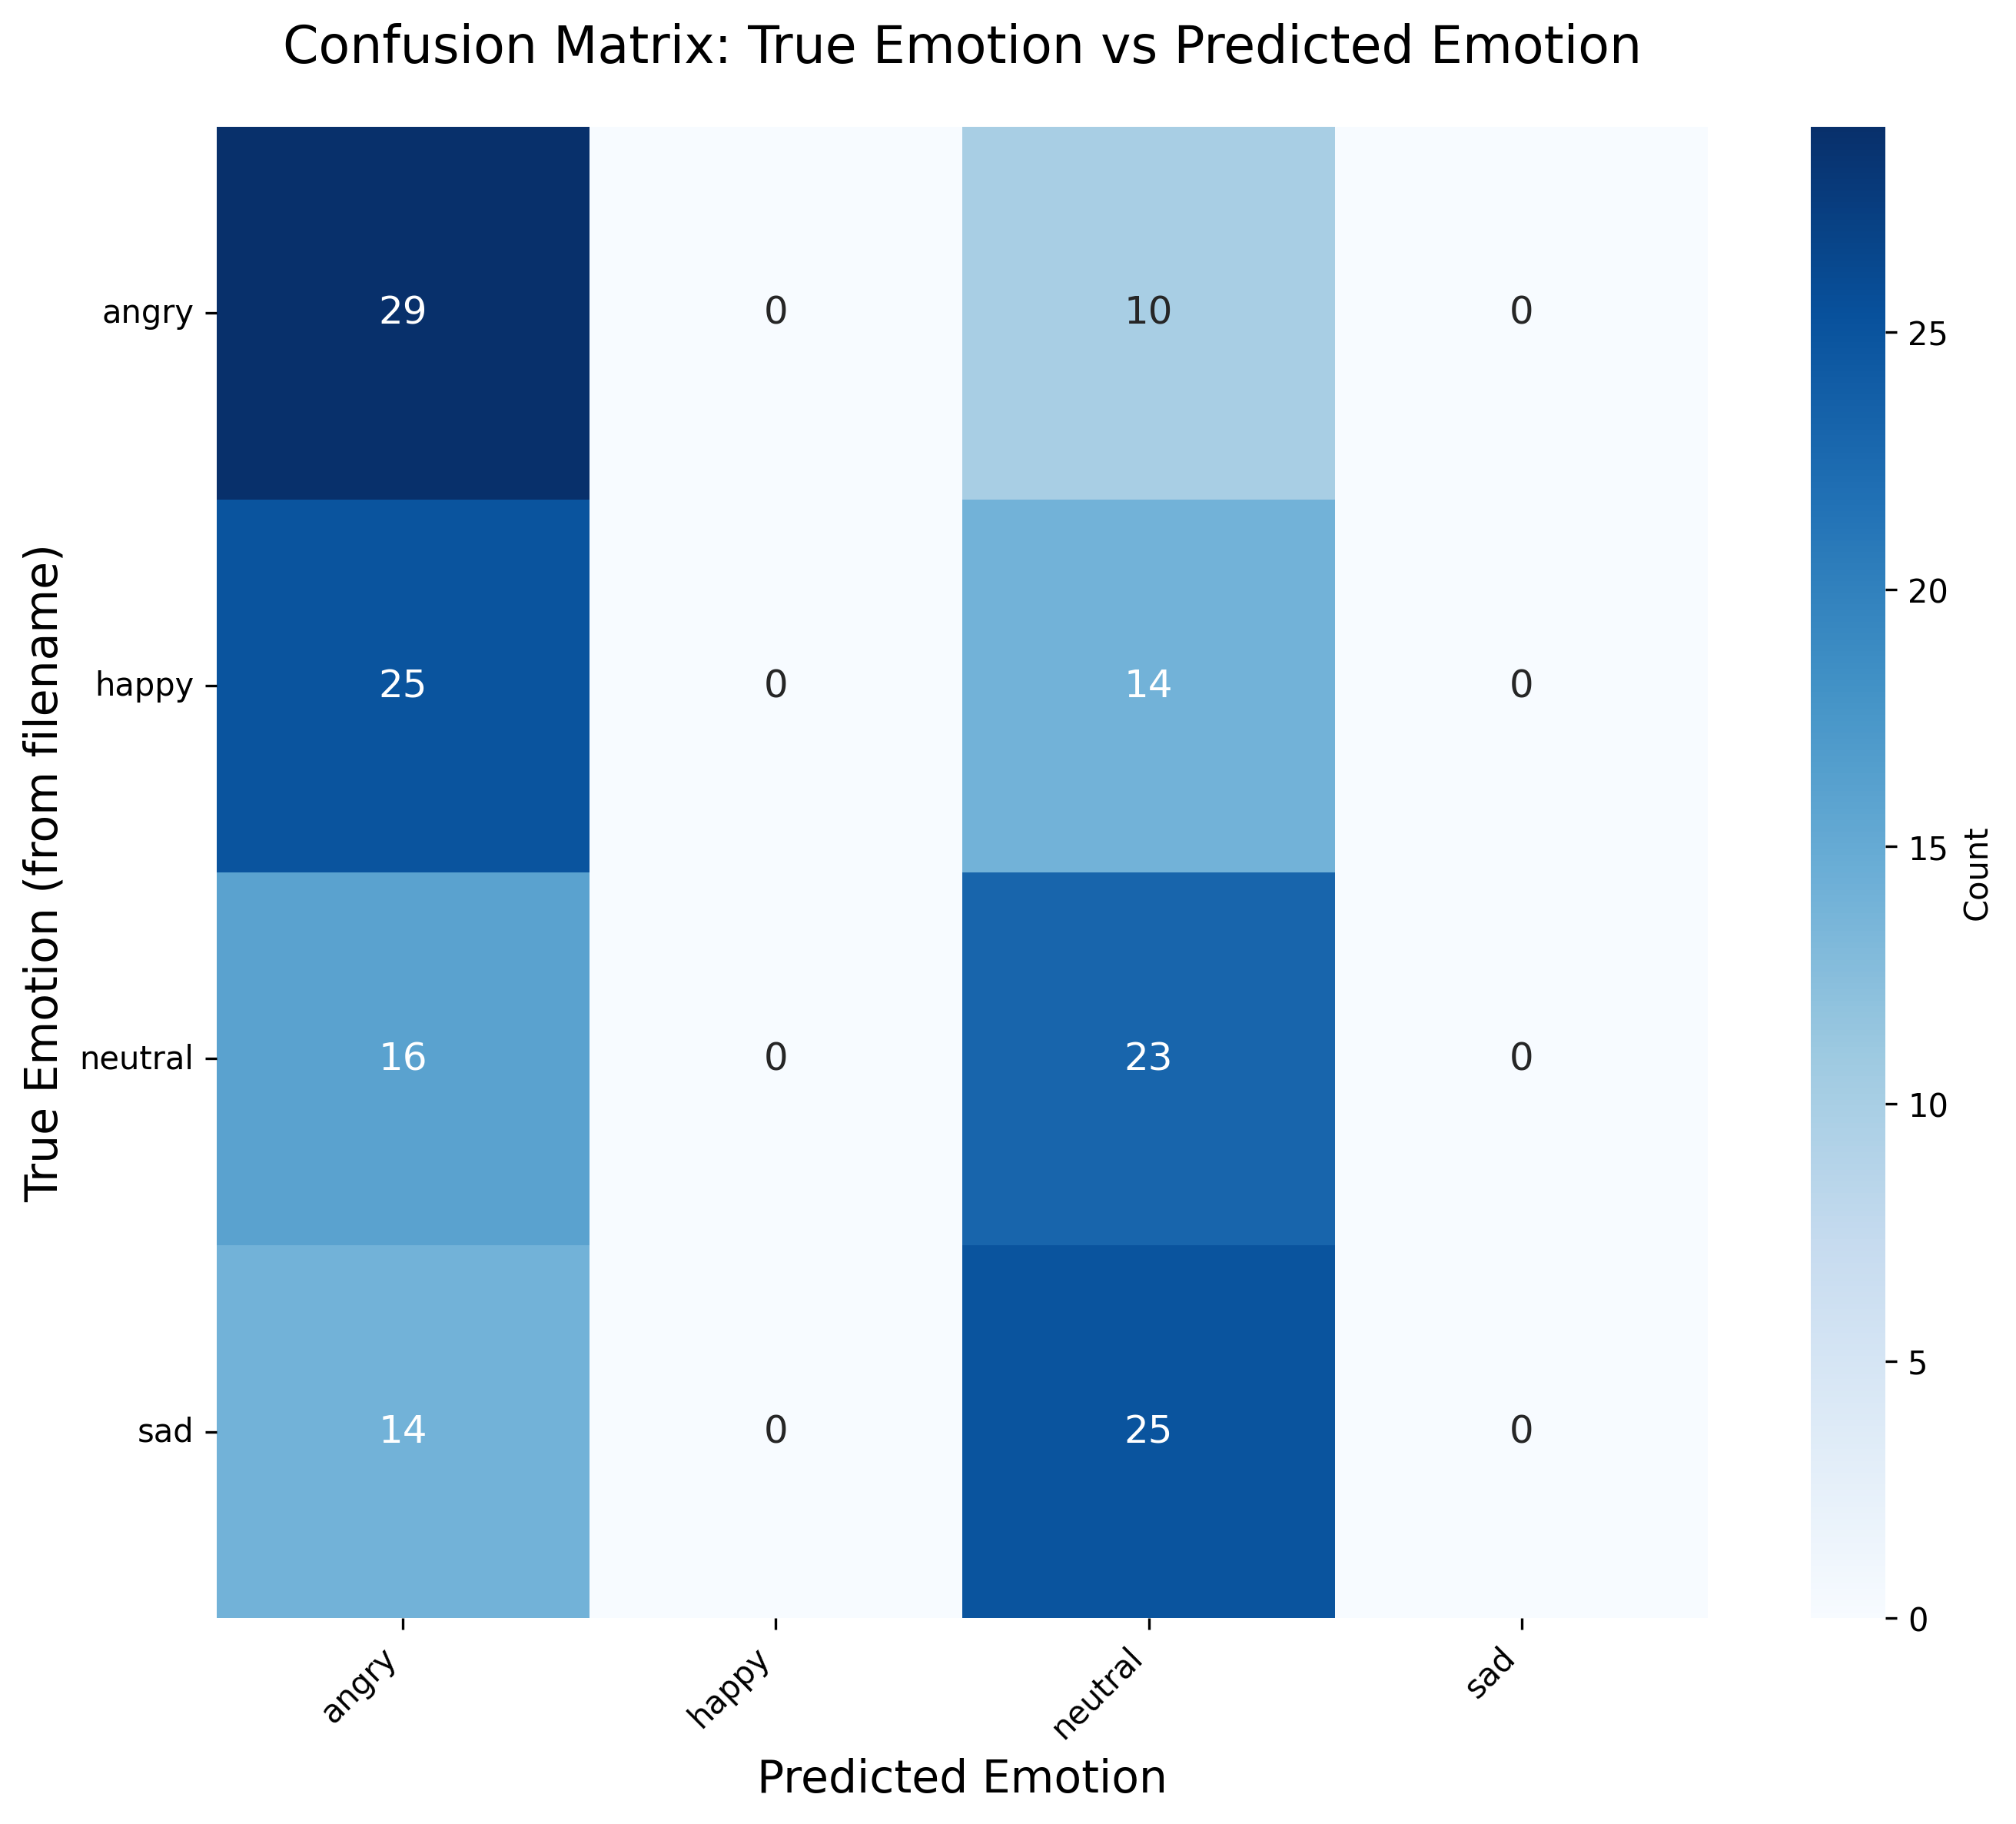 Confusion Matrix: True Emotion vs Predicted Emotion
True Emotion (from filename)
angry
29 0 10 0
happy
25 0 14 0
neutral
16 0 23 0
sad
14 0 25 0
angry
happy
neutral
sad
Predicted Emotion
25
20
15
10
5
0
Count